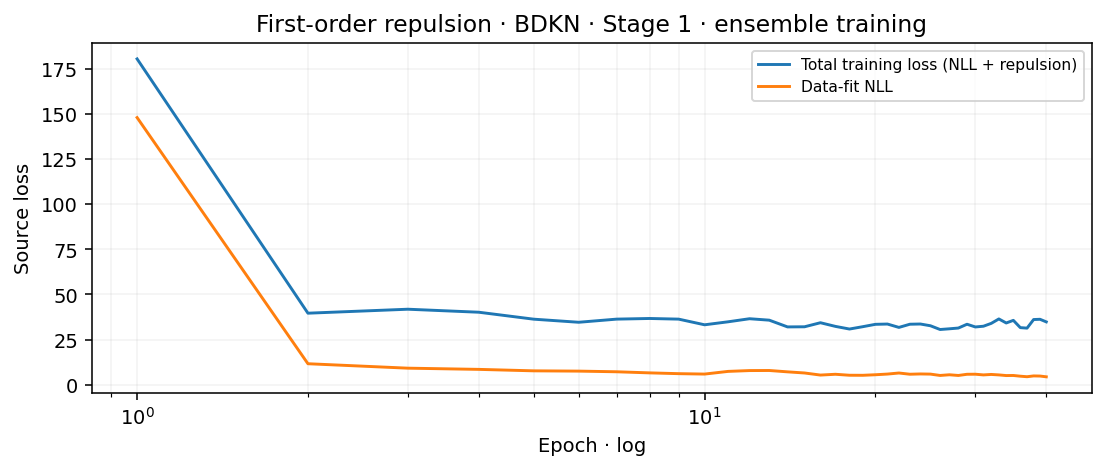 First-order repulsion · BDKN · Stage 1 · ensemble training
Total training loss (NLL + repulsion)
Data-fit NLL
Source loss
175
150
125
100
75
50
25
0
10⁰
10¹
Epoch · log